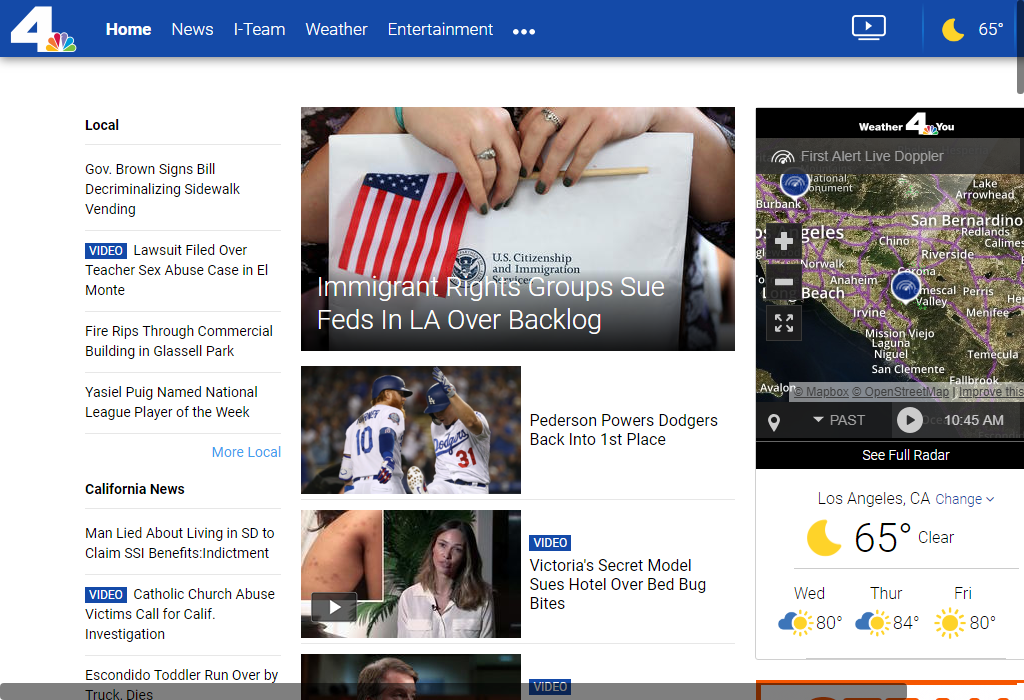 4
Home
News
I-Team
Weather
Entertainment
65°
Local
Gov. Brown Signs Bill
Decriminalizing Sidewalk
Vending
VIDEO Lawsuit Filed Over
Teacher Sex Abuse Case in El
Monte
Fire Rips Through Commercial
Building in Glassell Park
Yasiel Puig Named National
League Player of the Week
More Local
California News
Man Lied About Living in SD to
Claim SSI Benefits:Indictment
VIDEO Catholic Church Abuse
Victims Call for Calif.
Investigation
Escondido Toddler Run Over by
Truck, Dies
U.S. Citizenship
and Immigration
Services
Immigrant Rights Groups Sue
Feds In LA Over Backlog
10
Dodgers
31
Pederson Powers Dodgers
Back Into 1st Place
VIDEO
Victoria's Secret Model
Sues Hotel Over Bed Bug
Bites
VIDEO
Weather 4 You
First Alert Live Doppler
National
onument
Lake
Arrowhead
Burbank
San Bernardino
os Angeles
Redlands
Chino
Calimes
Riverside
Norwalk
Corona
Anaheim
Long Beach
mescal
Valley
Perris
Hem
Irvine
Menifee
Mission Viejo
Laguna
Niguel
Temecula
San Clemente
Fallbrook
Avalon
© Mapbox © OpenStreetMap | Improve this
PAST
10:45 AM
See Full Radar
Los Angeles, CA Change
65° Clear
Wed
Thur
Fri
80°
84°
80°